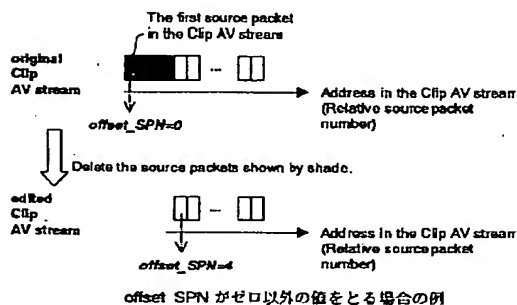 The first source packet
in the Clip AV stream
original
Clip
AV stream
...
Address in the Clip AV stream
(Relative source packet
number)
offset_SPN=0
Delete the source packets shown by shade.
edited
Clip
AV stream
...
Address in the Clip AV stream
(Relative source packet
number)
offset_SPN=4
offset_SPN がゼロ以外の値をとる場合の例